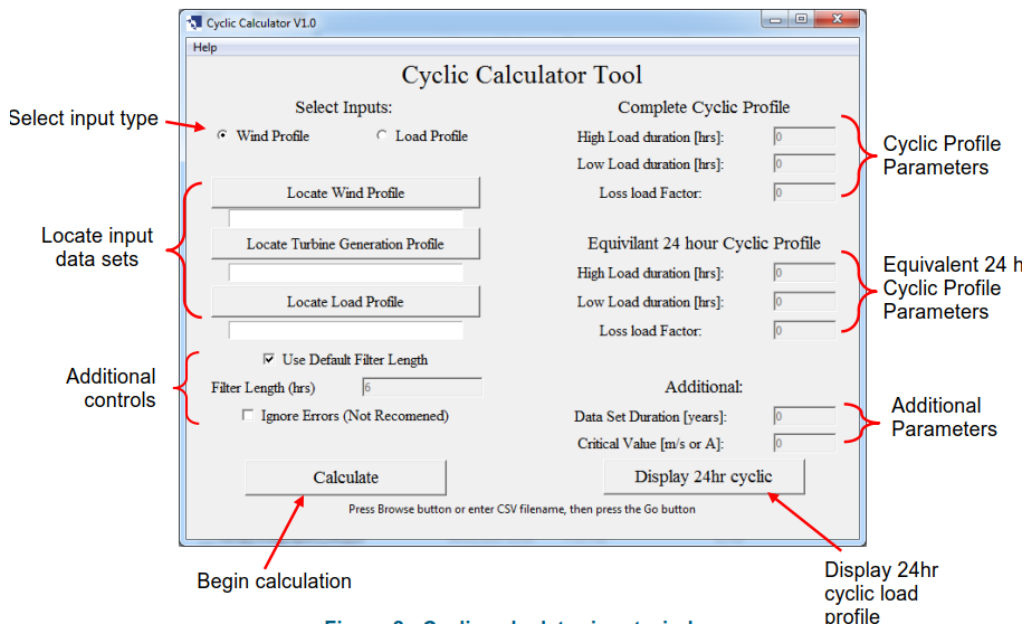 Cyclic Calculator V1.0
Help
Cyclic Calculator Tool
Select Inputs:
Wind Profile
Load Profile
Locate Wind Profile
Locate Turbine Generation Profile
Locate Load Profile
Use Default Filter Length
Filter Length (hrs)
6
Ignore Errors (Not Recomened)
Calculate
Complete Cyclic Profile
High Load duration [hrs]:
0
Low Load duration [hrs]:
0
Loss load Factor:
0
Equivilant 24 hour Cyclic Profile
High Load duration [hrs]:
0
Low Load duration [hrs]:
0
Loss load Factor:
0
Additional:
Data Set Duration [years]:
0
Critical Value [m/s or A]:
0
Display 24hr cyclic
Press Browse button or enter CSV filename, then press the Go button
Select input type
Locate input
data sets
Additional
controls
Begin calculation
Cyclic Profile
Parameters
Equivalent 24 h
Cyclic Profile
Parameters
Additional
Parameters
Display 24hr
cyclic load
profile